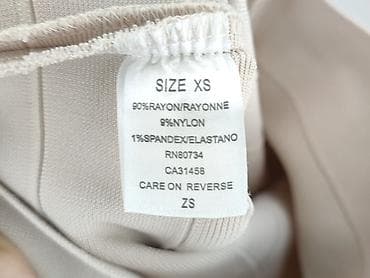 SIZE XS
90%RAYON/RAYONNE
9%NYLON
1%SPANDEX/ELASTANO
RN80734
CA31458
CARE ON REVERSE
ZS